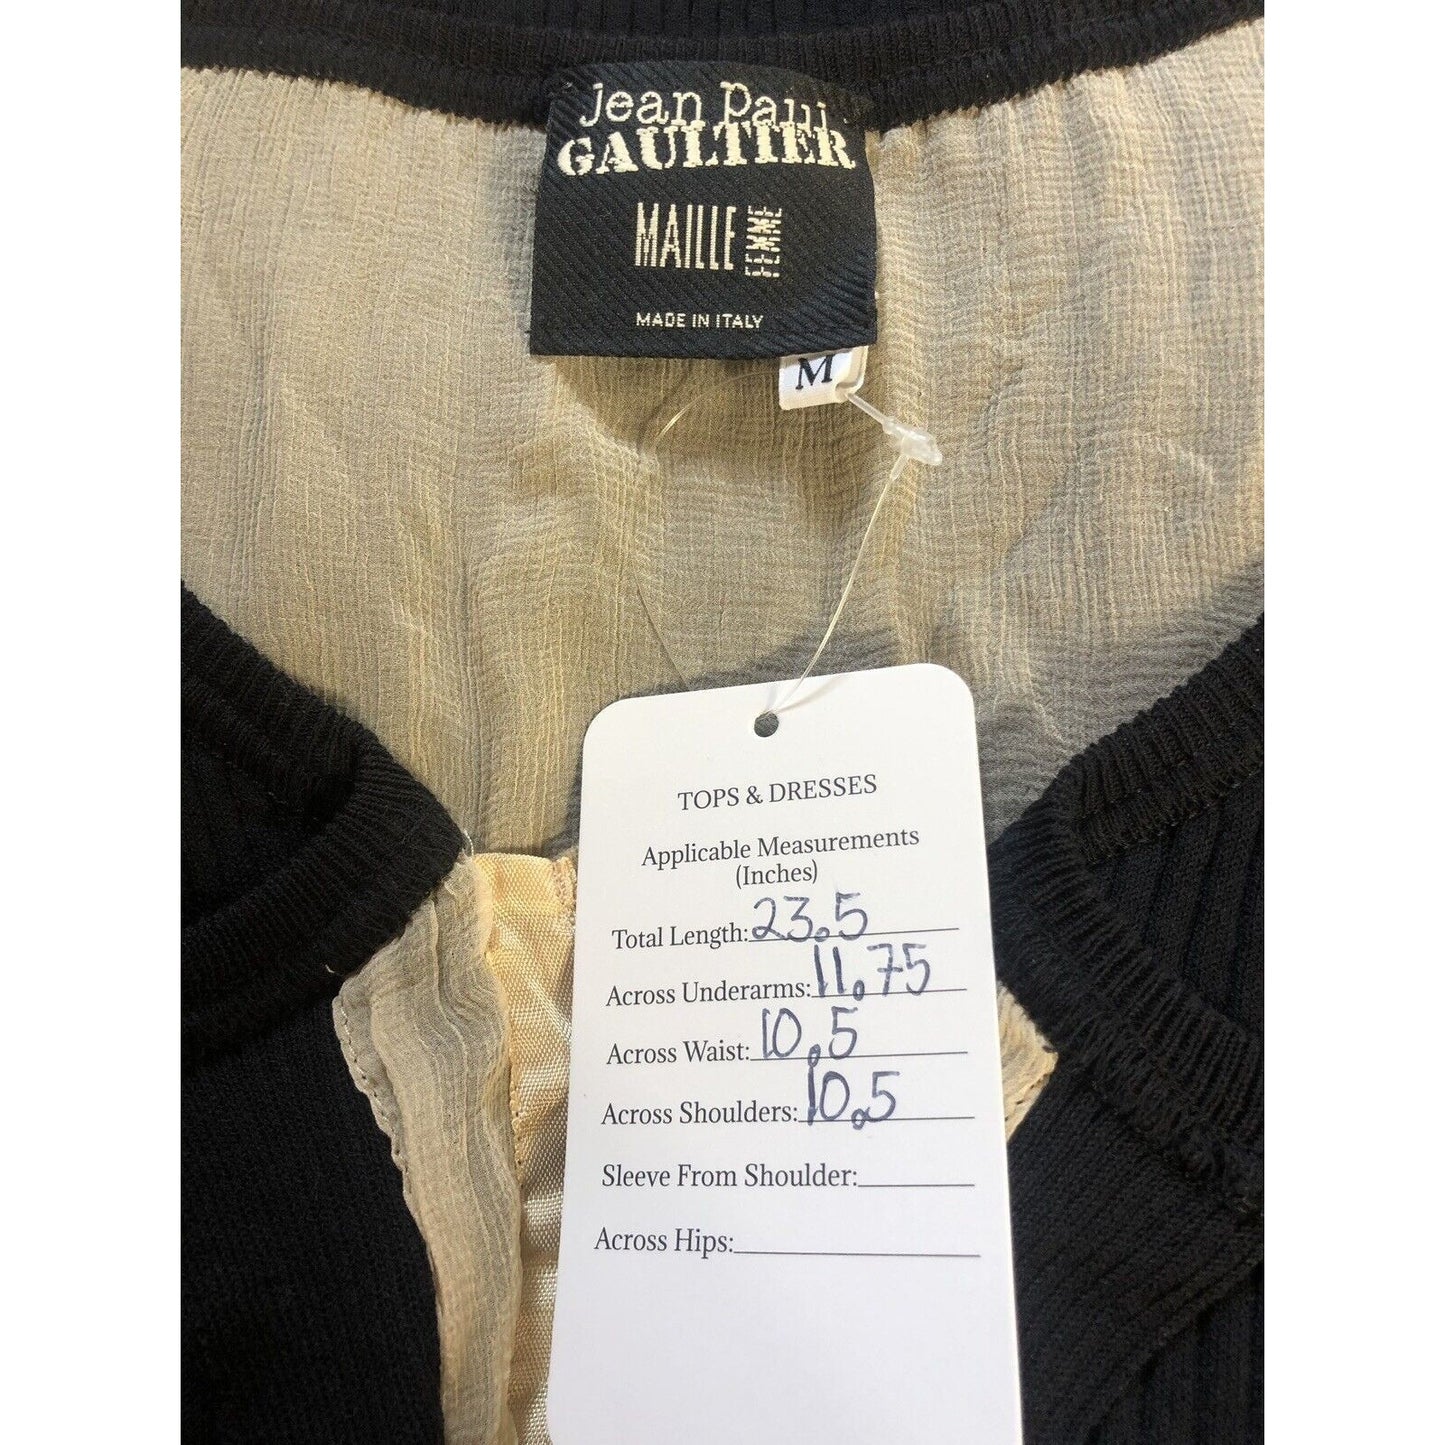 Jean Paul
GAULTIER
MAILLE FEMME
MADE IN ITALY
M
TOPS & DRESSES
Applicable Measurements
(Inches)
Total Length: 23.5
Across Underarms: 11.75
Across Waist: 10.5
Across Shoulders: 10.5
Sleeve From Shoulder:
Across Hips: